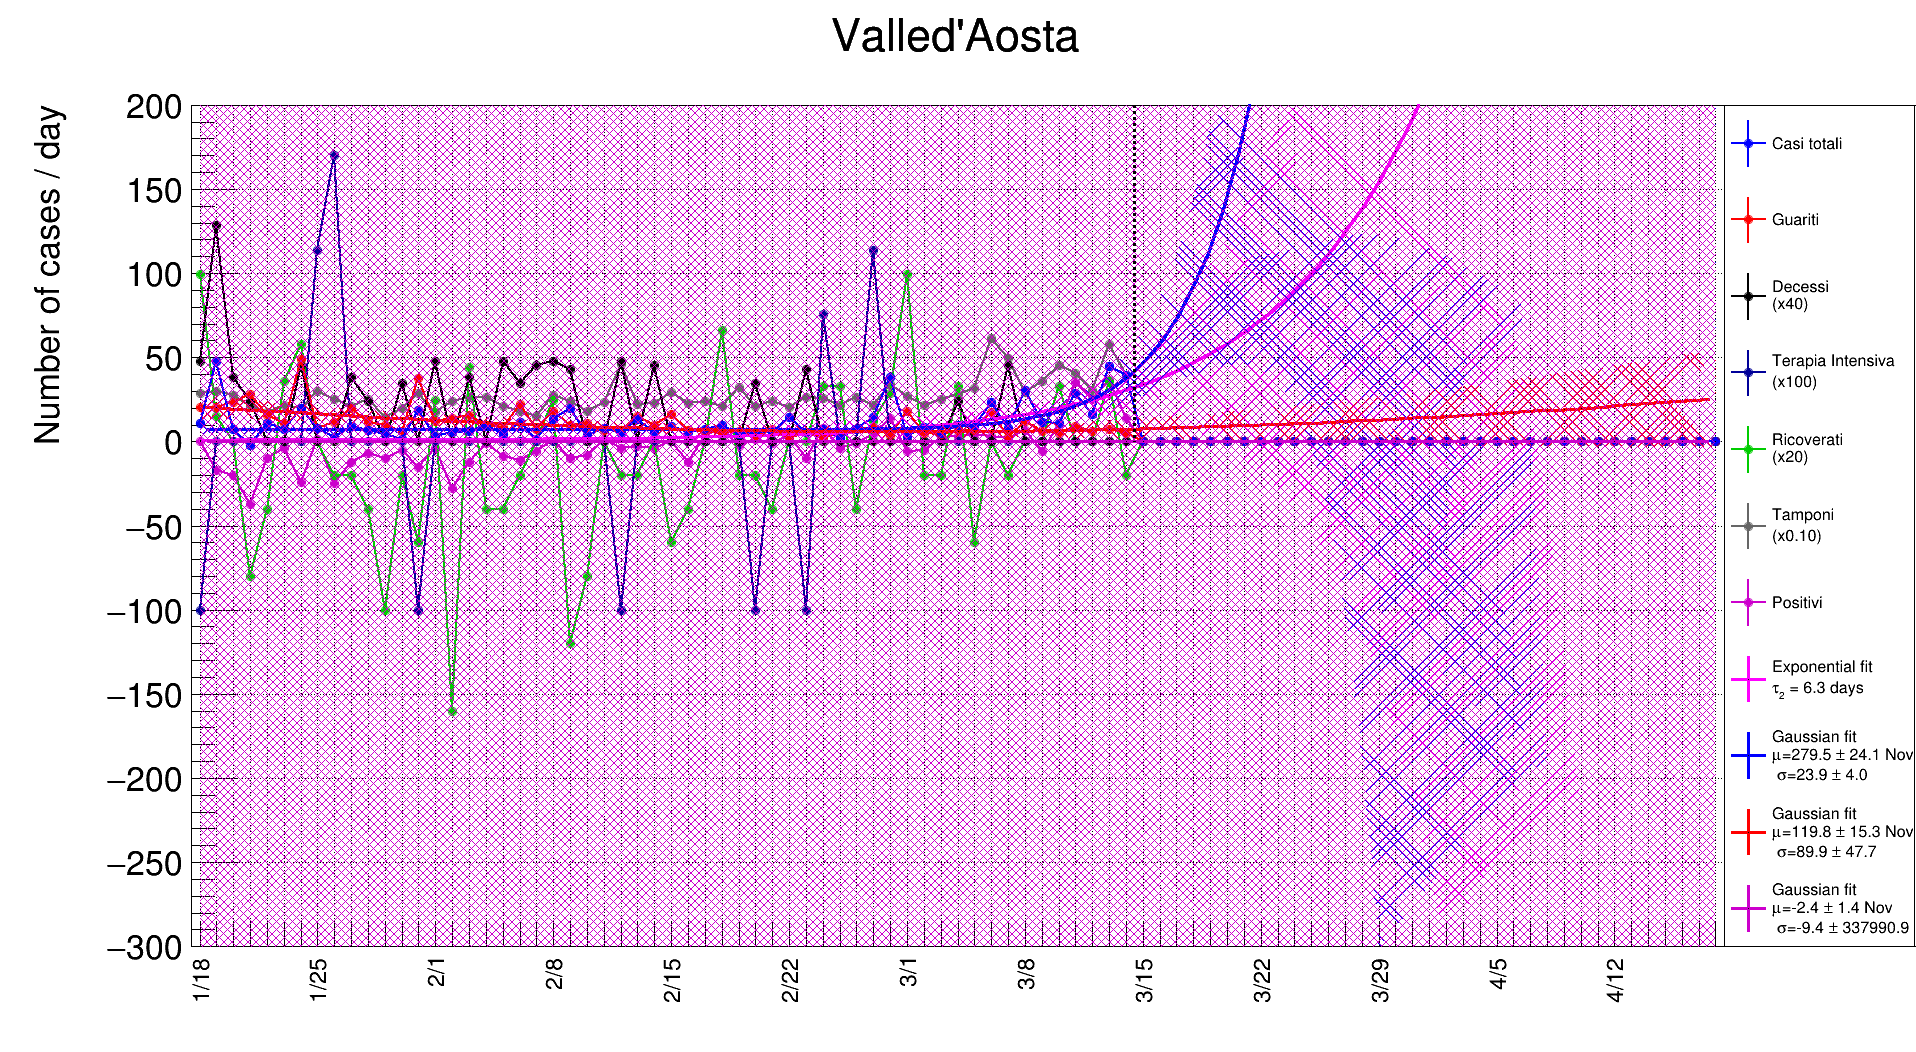 Valled'Aosta
Number of cases / day
200
150
100
50
0
−50
−100
−150
−200
−250
−300
1/18
1/25
2/1
2/8
2/15
2/22
3/1
3/8
3/15
3/22
3/29
4/5
4/12
Casi totali
Guariti
Decessi
(x40)
Terapia Intensiva
(x100)
Ricoverati
(x20)
Tamponi
(x0.10)
Positivi
Exponential fit
τ2 = 6.3 days
Gaussian fit
μ=279.5 ± 24.1 Nov
σ=23.9 ± 4.0
Gaussian fit
μ=119.8 ± 15.3 Nov
σ=89.9 ± 47.7
Gaussian fit
μ=-2.4 ± 1.4 Nov
σ=-9.4 ± 337990.9